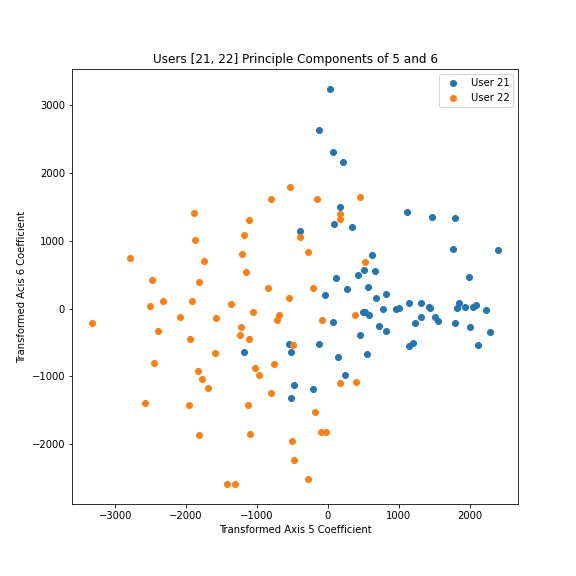 Users [21, 22] Principle Components of 5 and 6
User 21
User 22
3000
2000
1000
0
−1000
−2000
Transformed Acis 6 Coefficient
−3000
−2000
−1000
0
1000
2000
Transformed Axis 5 Coefficient